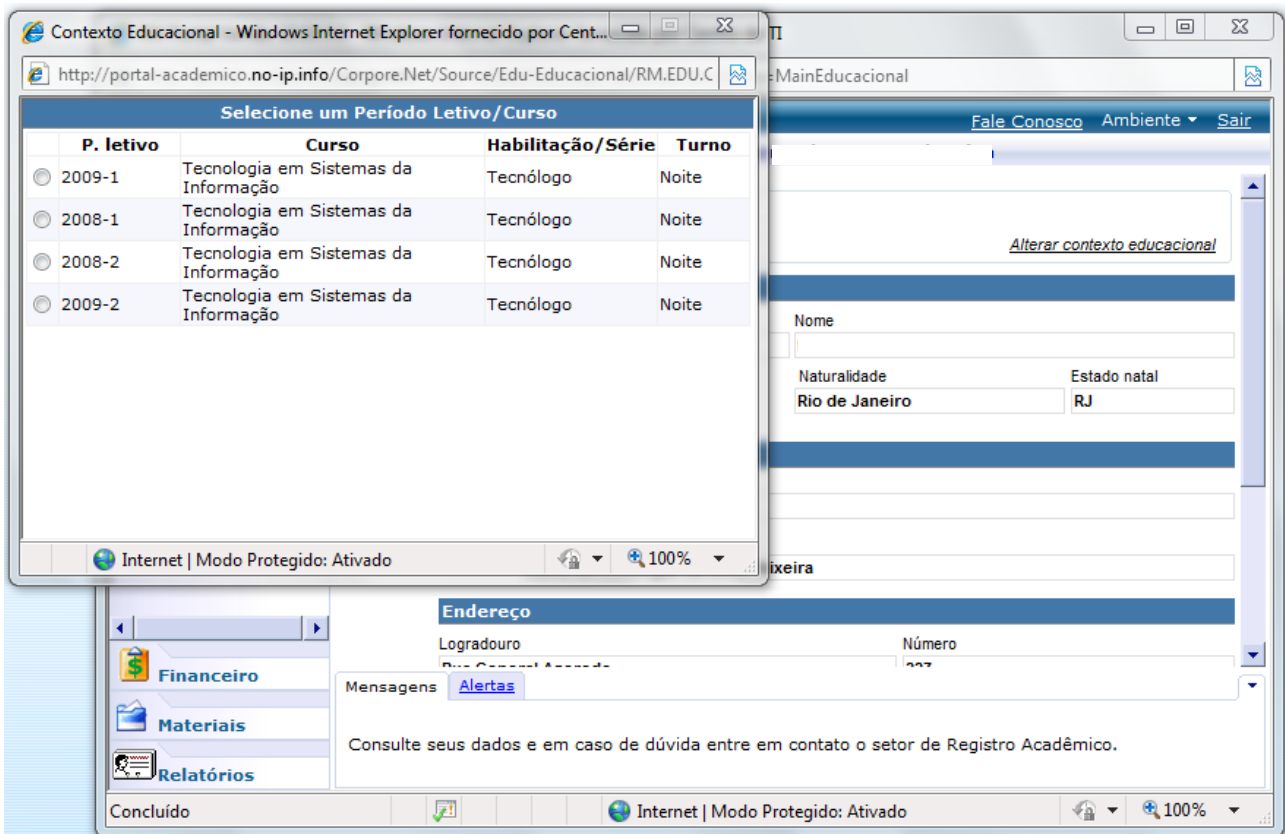 Contexto Educacional - Windows Internet Explorer fornecido por Cent...
http://portal-academico.no-ip.info/Corpore.Net/Source/Edu-Educacional/RM.EDU.C
Selecione um Período Letivo/Curso
P. letivo Curso Habilitação/Série Turno
2009-1 Tecnologia em Sistemas da Informação Tecnólogo Noite
2008-1 Tecnologia em Sistemas da Informação Tecnólogo Noite
2008-2 Tecnologia em Sistemas da Informação Tecnólogo Noite
2009-2 Tecnologia em Sistemas da Informação Tecnólogo Noite
Internet | Modo Protegido: Ativado 100%
TI
=MainEducacional
Fale Conosco Ambiente Sair
Alterar contexto educacional
Nome
Naturalidade Estado natal
Rio de Janeiro RJ
ixeira
Endereço
Logradouro Número
Financeiro
Materiais
Relatórios
Mensagens Alertas
Consulte seus dados e em caso de dúvida entre em contato o setor de Registro Acadêmico.
Concluído Internet | Modo Protegido: Ativado 100%